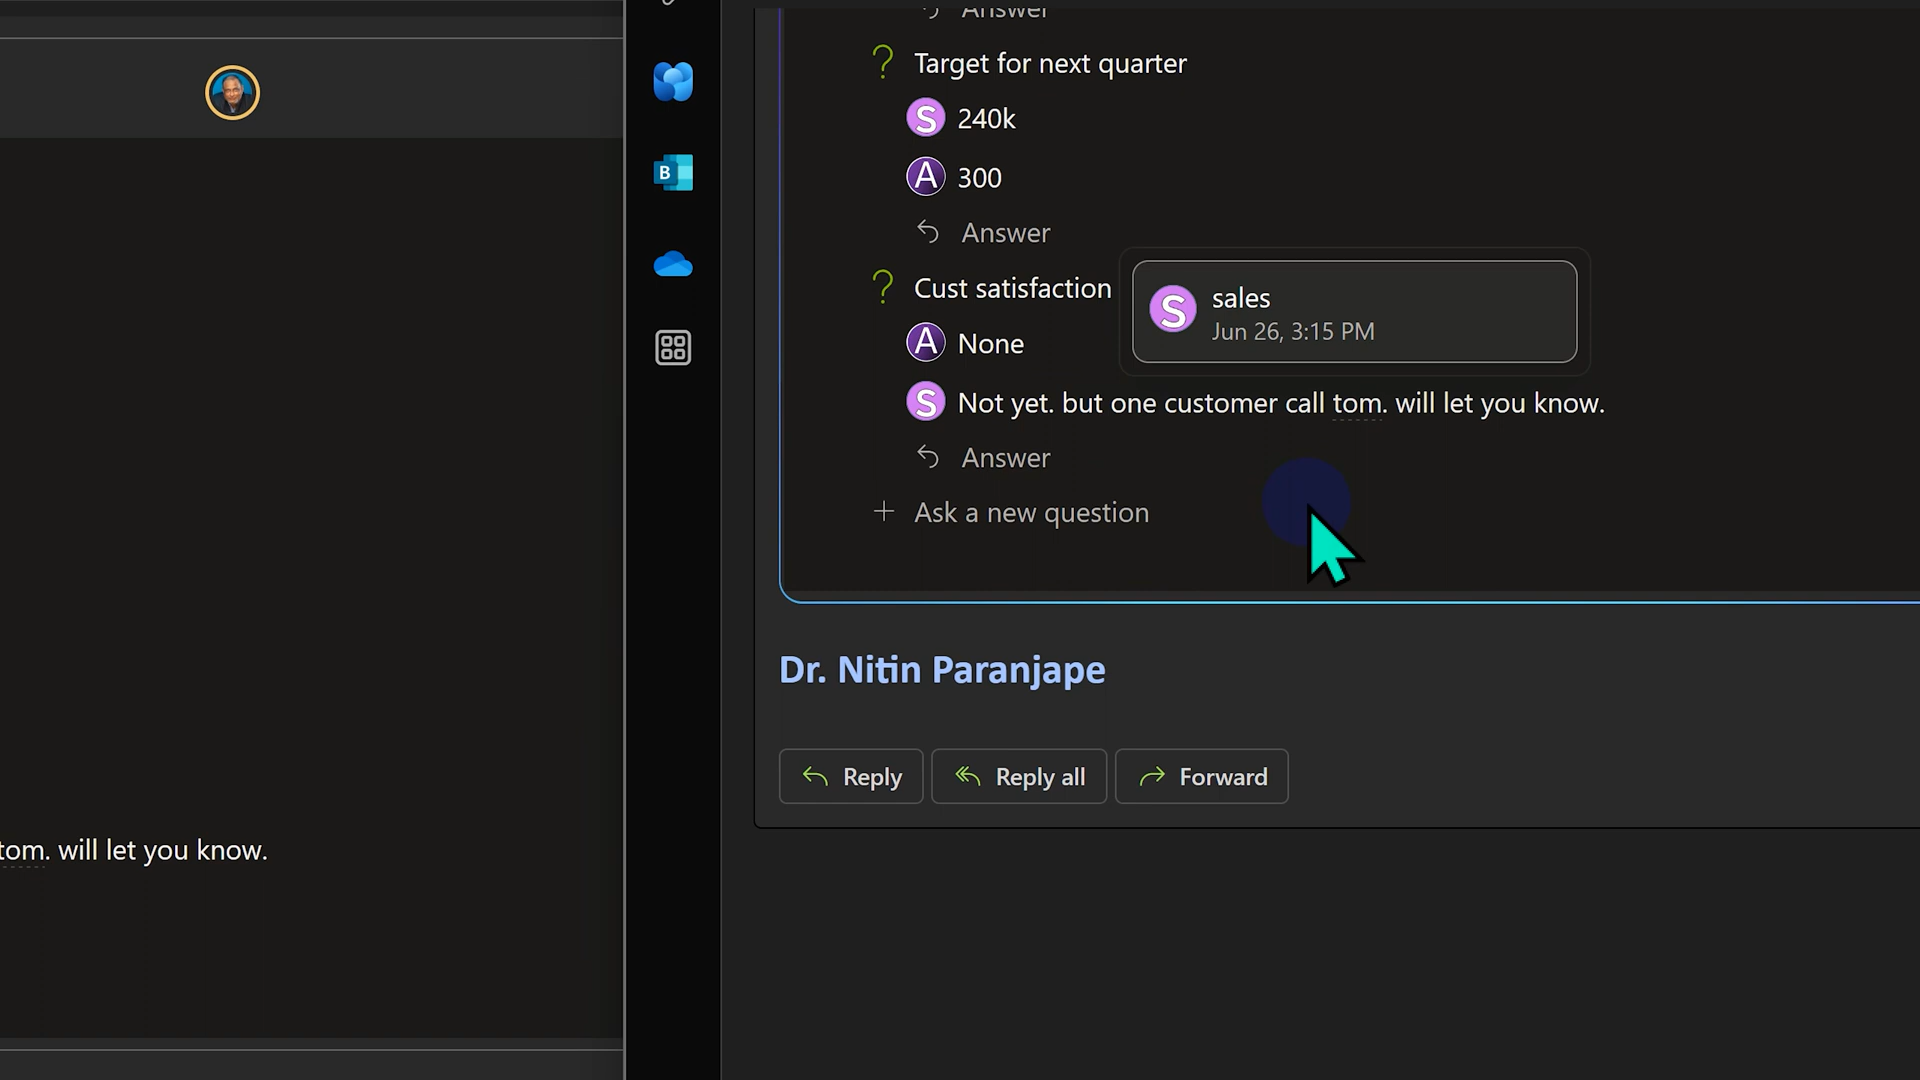 Answer
Target for next quarter
S 240k
A 300
Answer
Cust satisfaction
S sales
Jun 26, 3:15 PM
A None
S Not yet. but one customer call tom. will let you know.
Answer
Ask a new question
Dr. Nitin Paranjape
Reply Reply all Forward
tom. will let you know.
B